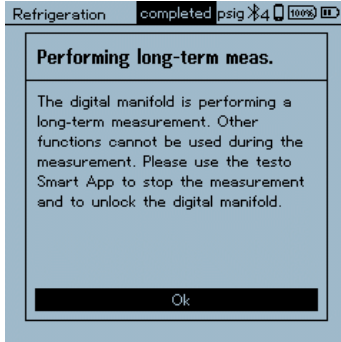 Refrigeration completed psig 4 100%
Performing long-term meas.
The digital manifold is performing a
long-term measurement. Other
functions cannot be used during the
measurement. Please use the testo
Smart App to stop the measurement
and to unlock the digital manifold.
Ok